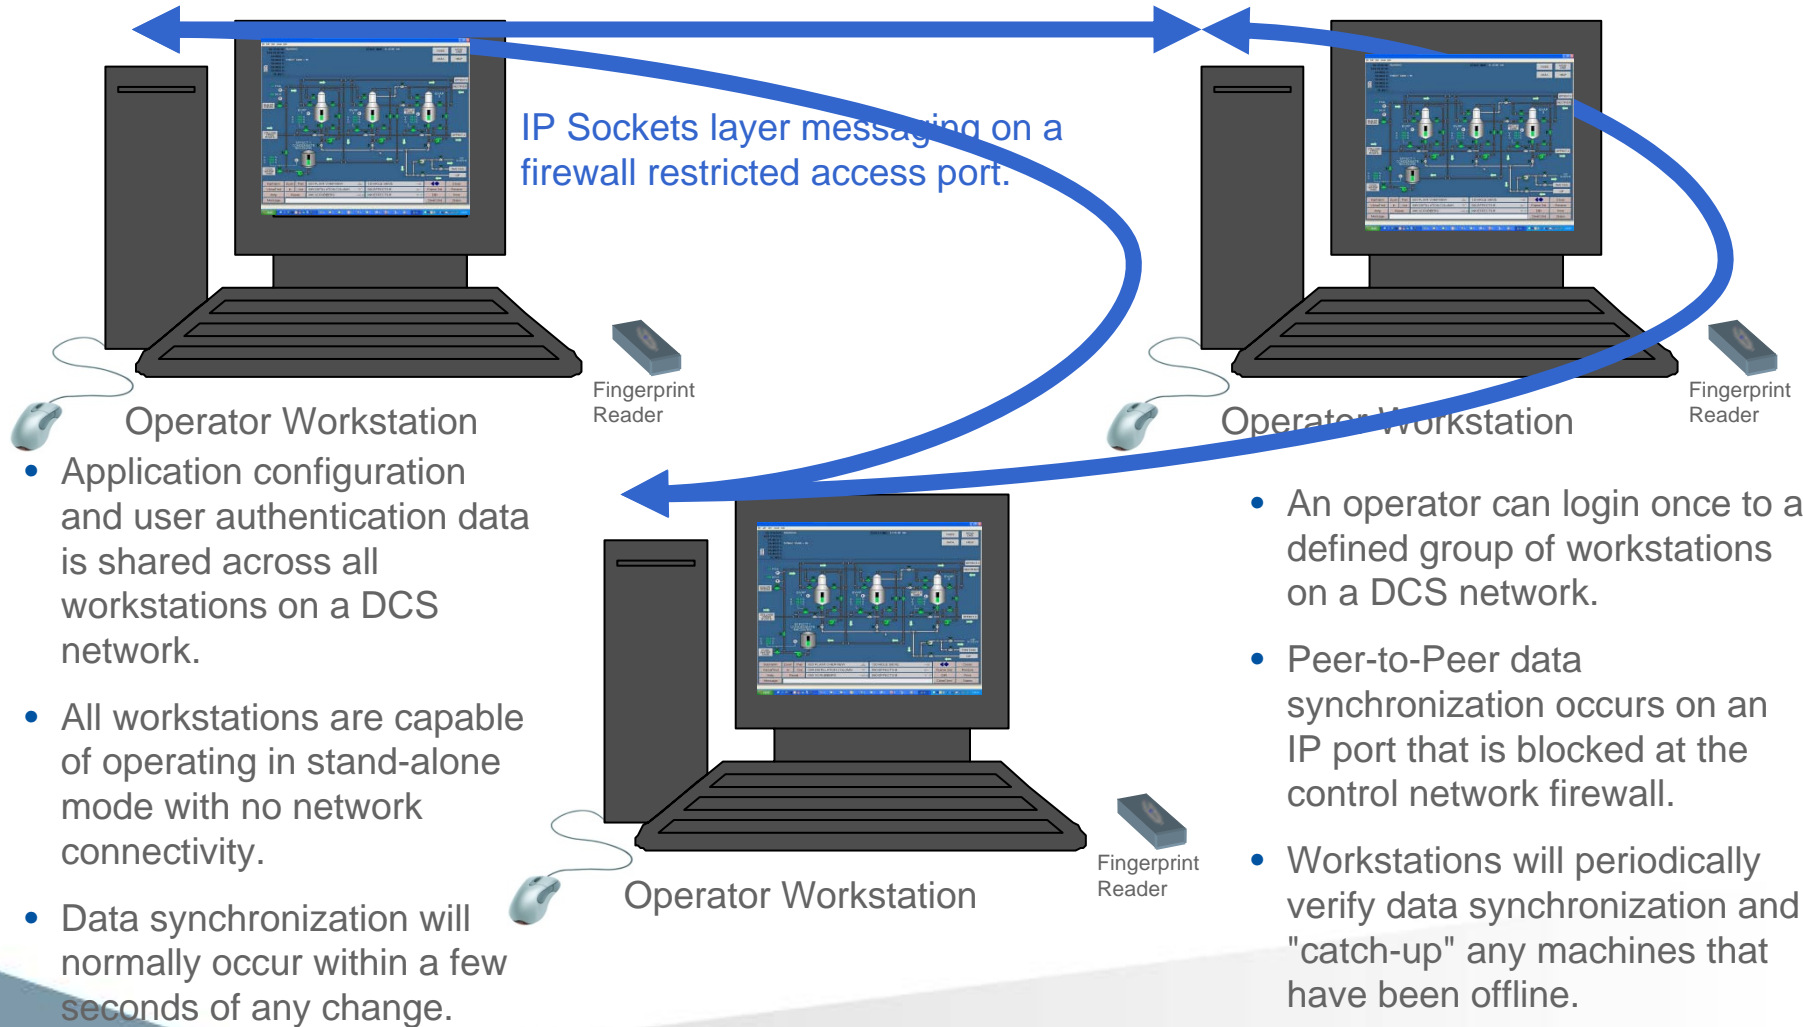 IP Sockets layer messaging on a
firewall restricted access port.
Fingerprint
Reader
Operator Workstation
Fingerprint
Reader
Operator Workstation
• Application configuration
and user authentication data
is shared across all
workstations on a DCS
network.
• All workstations are capable
of operating in stand-alone
mode with no network
connectivity.
• Data synchronization will
normally occur within a few
seconds of any change.
Fingerprint
Reader
Operator Workstation
• An operator can login once to a
defined group of workstations
on a DCS network.
• Peer-to-Peer data
synchronization occurs on an
IP port that is blocked at the
control network firewall.
• Workstations will periodically
verify data synchronization and
"catch-up" any machines that
have been offline.